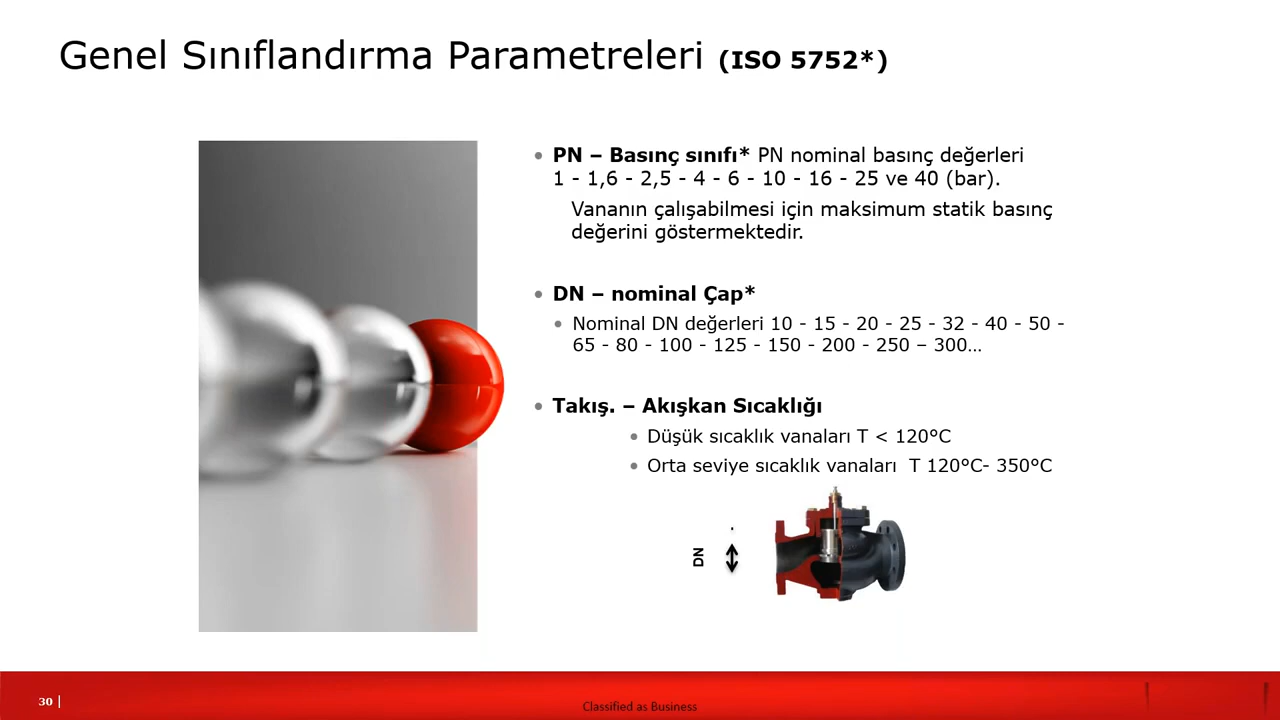 Genel Sınıflandırma Parametreleri (ISO 5752*)
• PN – Basınç sınıfı* PN nominal basınç değerleri
1 - 1,6 - 2,5 - 4 - 6 - 10 - 16 - 25 ve 40 (bar).
Vananın çalışabilmesi için maksimum statik basınç
değerini göstermektedir.
• DN – nominal Çap*
• Nominal DN değerleri 10 - 15 - 20 - 25 - 32 - 40 - 50 -
65 - 80 - 100 - 125 - 150 - 200 - 250 – 300…
• Takış. – Akışkan Sıcaklığı
• Düşük sıcaklık vanaları T < 120ºC
• Orta seviye sıcaklık vanaları  T 120ºC- 350ºC
DN
30 |
Classified as Business